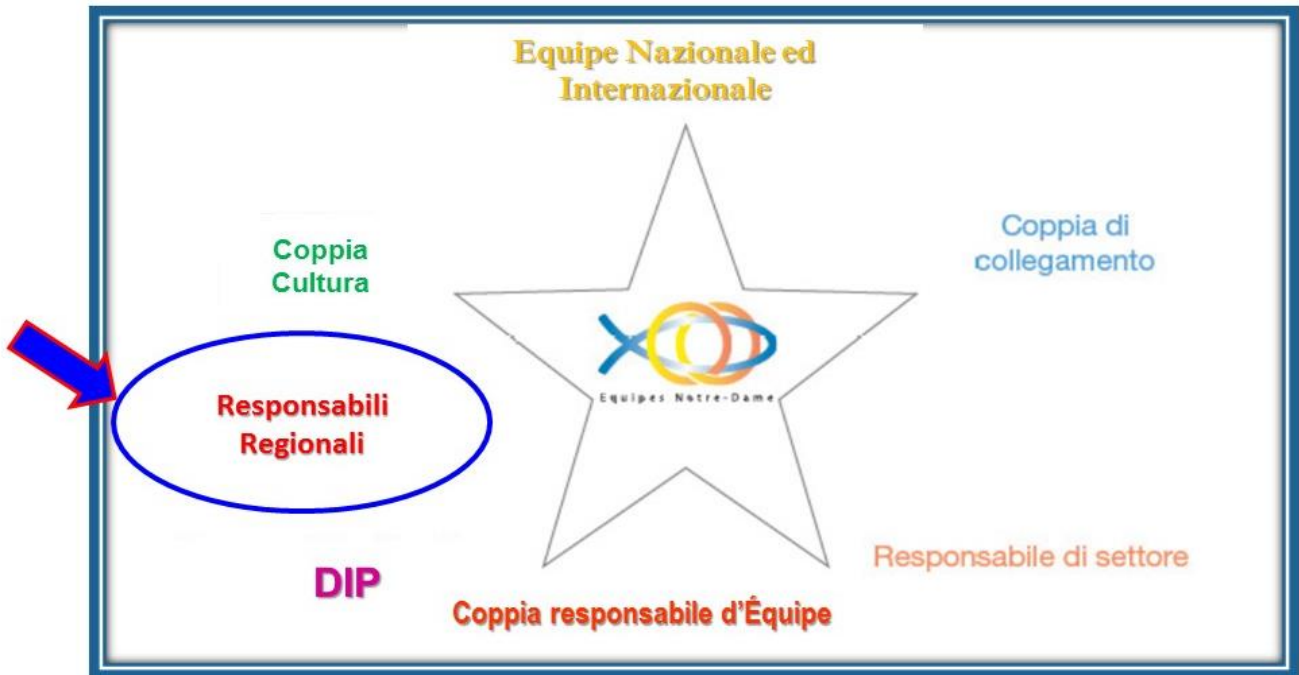 Equipe Nazionale ed
Internazionale
Coppia di
collegamento
Coppia
Cultura
Equipes Notre-Dame
Responsabili
Regionali
Responsabile di settore
DIP
Coppia responsabile d'Équipe